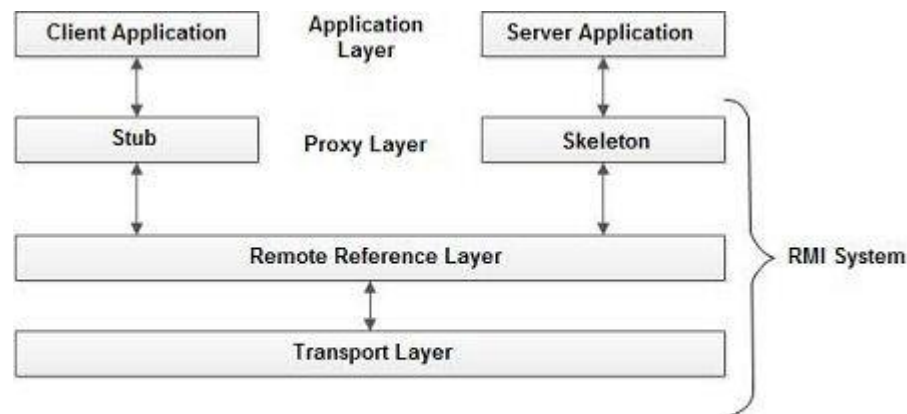 Client Application
Application
Layer
Server Application
Stub
Proxy Layer
Skeleton
Remote Reference Layer
RMI System
Transport Layer